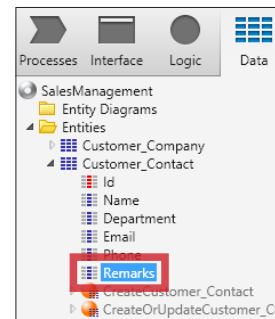 Processes Interface Logic Data
SalesManagement
Entity Diagrams
Entities
Customer_Company
Customer_Contact
Id
Name
Department
Email
Phone
Remarks
CreateCustomer_Contact
CreateOrUpdateCustomer_C